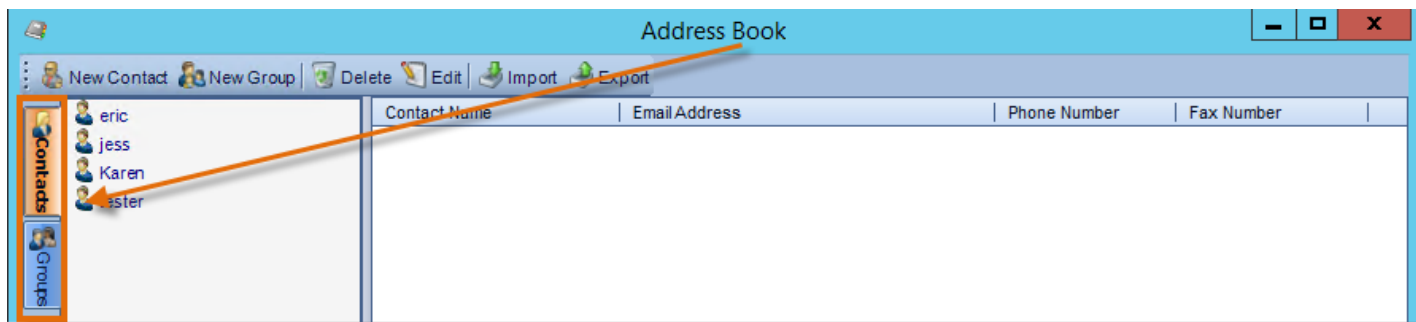 Address Book
New Contact New Group Delete Edit Import Export
Contacts
Groups
eric
jess
Karen
tester
Contact Name Email Address Phone Number Fax Number